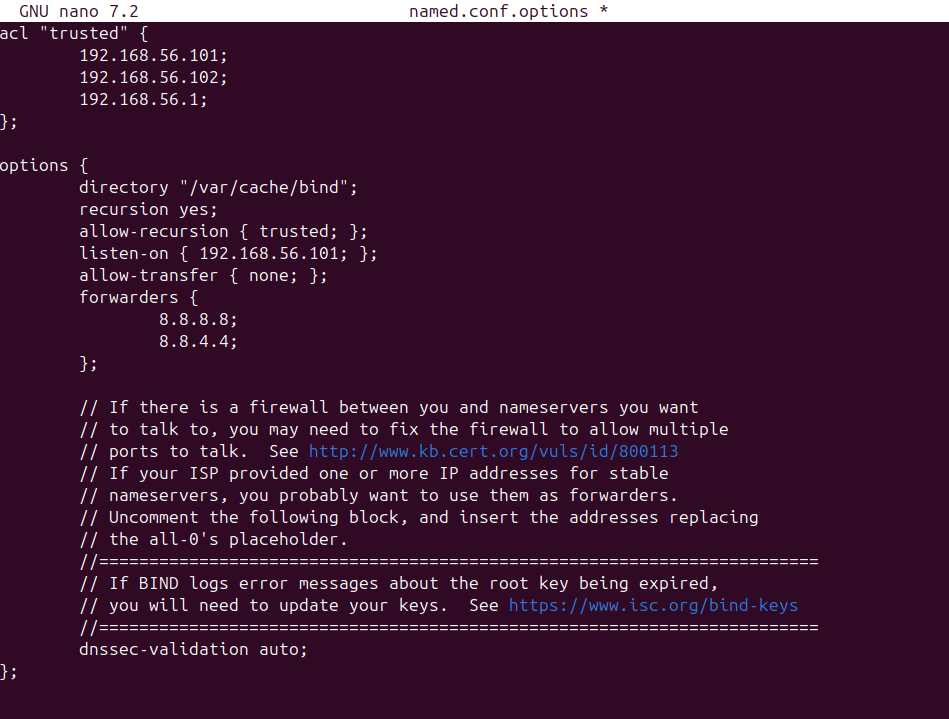 GNU nano 7.2 named.conf.options *
acl "trusted" {
192.168.56.101;
192.168.56.102;
192.168.56.1;
};
options {
directory "/var/cache/bind";
recursion yes;
allow-recursion { trusted; };
listen-on { 192.168.56.101; };
allow-transfer { none; };
forwarders {
8.8.8.8;
8.8.4.4;
};
// If there is a firewall between you and nameservers you want
// to talk to, you may need to fix the firewall to allow multiple
// ports to talk.  See http://www.kb.cert.org/vuls/id/800113
// If your ISP provided one or more IP addresses for stable
// nameservers, you probably want to use them as forwarders.
// Uncomment the following block, and insert the addresses replacing
// the all-0's placeholder.
//========================================================================
// If BIND logs error messages about the root key being expired,
// you will need to update your keys.  See https://www.isc.org/bind-keys
//========================================================================
dnssec-validation auto;
};